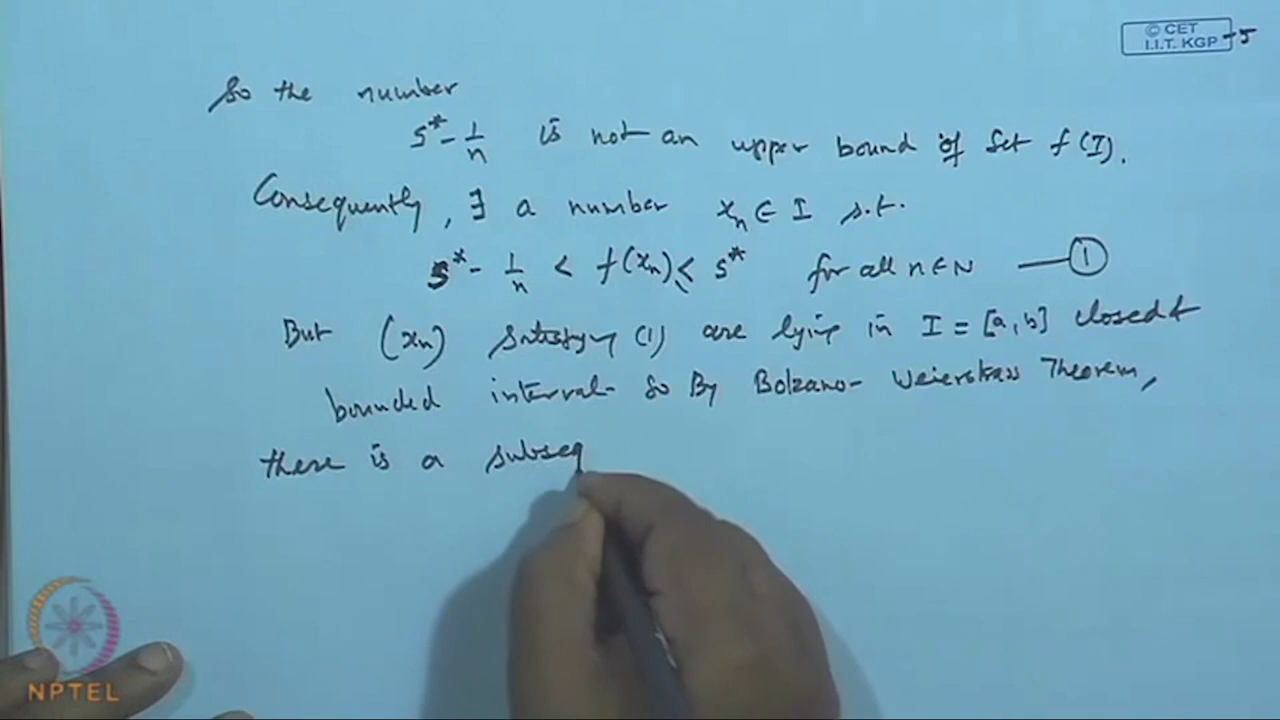 © CET
I.I.T. KGP -5
So the number
s* - 1/n is not an upper bound of set f(I).
Consequently, ∃ a number xₙ ∈ I s.t.
s* - 1/n < f(xₙ) ≤ s* for all n ∈ N — ①
But (xₙ) satisfying (1) are lying in I = [a, b] closed &
bounded interval. So By Bolzano-Weierstrass Theorem,
there is a subseq
NPTEL